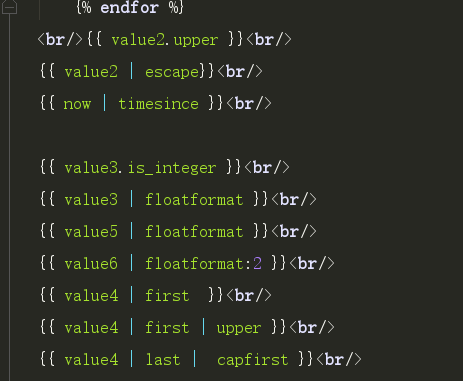 {% endfor %}
<br/>{{ value2.upper }}<br/>
{{ value2 | escape}}<br/>
{{ now | timesince }}<br/>
{{ value3.is_integer }}<br/>
{{ value3 | floatformat }}<br/>
{{ value5 | floatformat }}<br/>
{{ value6 | floatformat:2 }}<br/>
{{ value4 | first  }}<br/>
{{ value4 | first | upper }}<br/>
{{ value4 | last |  capfirst }}<br/>